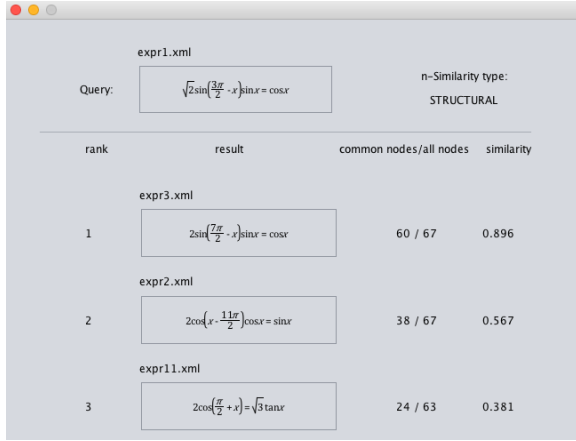 expr1.xml
Query:
√2sin(3π/2 - x)sinx = cosx
n-Similarity type:
STRUCTURAL
rank result common nodes/all nodes similarity
expr3.xml
1 2sin(7π/2 - x)sinx = cosx 60 / 67 0.896
expr2.xml
2 2cos(x - 11π/2)cosx = sinx 38 / 67 0.567
expr11.xml
3 2cos(π/2 + x) = √3 tanx 24 / 63 0.381